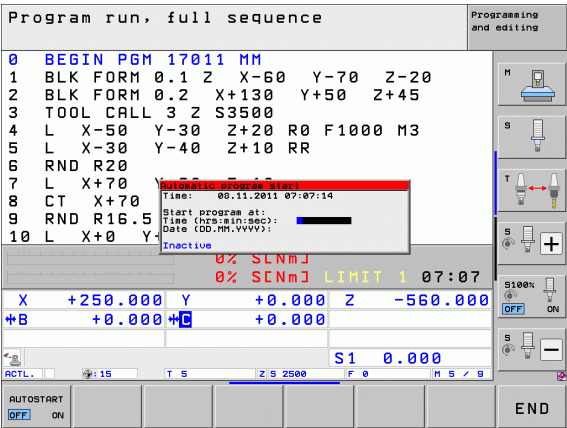 Program run, full sequence
Programming and editing
0 BEGIN PGM 17011 MM
1 BLK FORM 0.1 Z X-60 Y-70 Z-20
2 BLK FORM 0.2 X+130 Y+50 Z+45
3 TOOL CALL 3 Z S3500
4 L X-50 Y-30 Z+20 R0 F1000 M3
5 L X-30 Y-40 Z+10 RR
6 RND R20
7 L X+70
8 CT X+70
9 RND R16.5
10 L X+0 Y+
Automatic program start
Time: 08.11.2011 07:07:14
Start program at:
Time (hrs:min:sec):
Date (DD.MM.YYYY):
Inactive
0% S[Nm]
0% S[Nm] LIMIT 1 07:07
X +250.000 Y +0.000 Z -560.000
B +0.000 C +0.000
S1 0.000
ACTL. : 15 T 5 Z S 2500 F 0 M 5 / 9
M
S
T
S
+
S100%
OFF ON
S
-
AUTOSTART
OFF ON
END